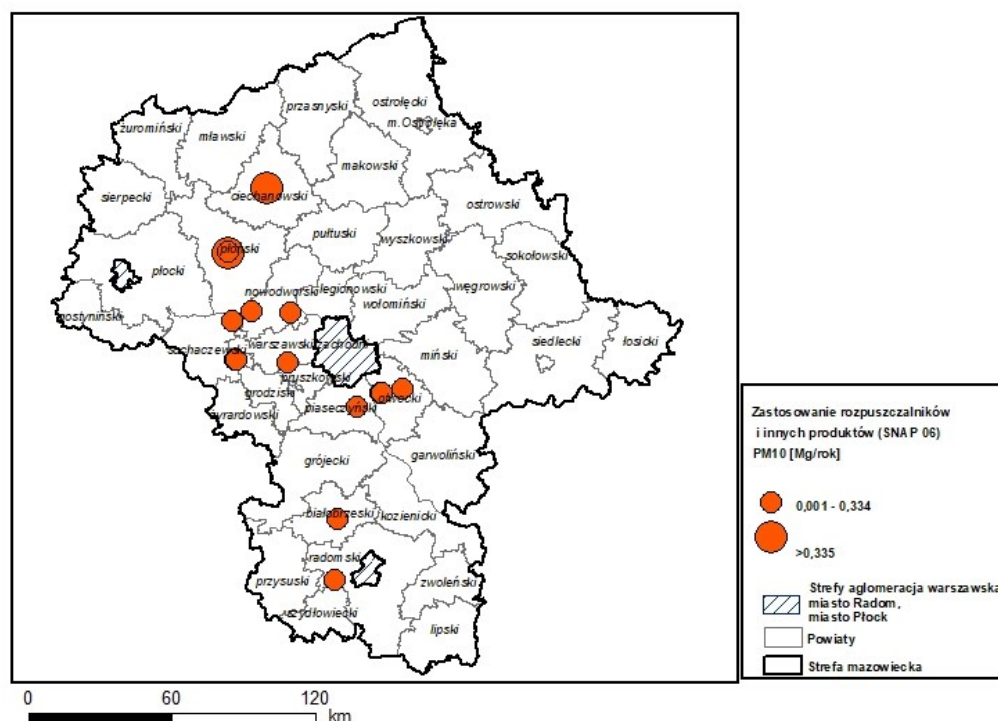 ostrołęcki
przasnyski
m.Ostrołęka
żuromiński
mławski
makowski
sierpecki
ciechanowski
ostrowski
pułtuski
wyszkowski
płoński
sokołowski
płocki
nowodworski
legionowski
węgrowski
wołomiński
gostyniński
sochaczewski
warszawski zachodni
siedlecki
łosicki
miński
pruszkowski
grodziski
otwocki
żyrardowski
piaseczyński
grójecki
garwoliński
białobrzeski
kozienicki
radomski
przysuski
zwoleński
szydłowiecki
lipski
Zastosowanie rozpuszczalników
i innych produktów (SNAP 06)
PM10 [Mg/rok]
0,001 - 0,334
>0,335
Strefy aglomeracja warszawska
miasto Radom,
miasto Płock
Powiaty
Strefa mazowiecka
0 60 120
km